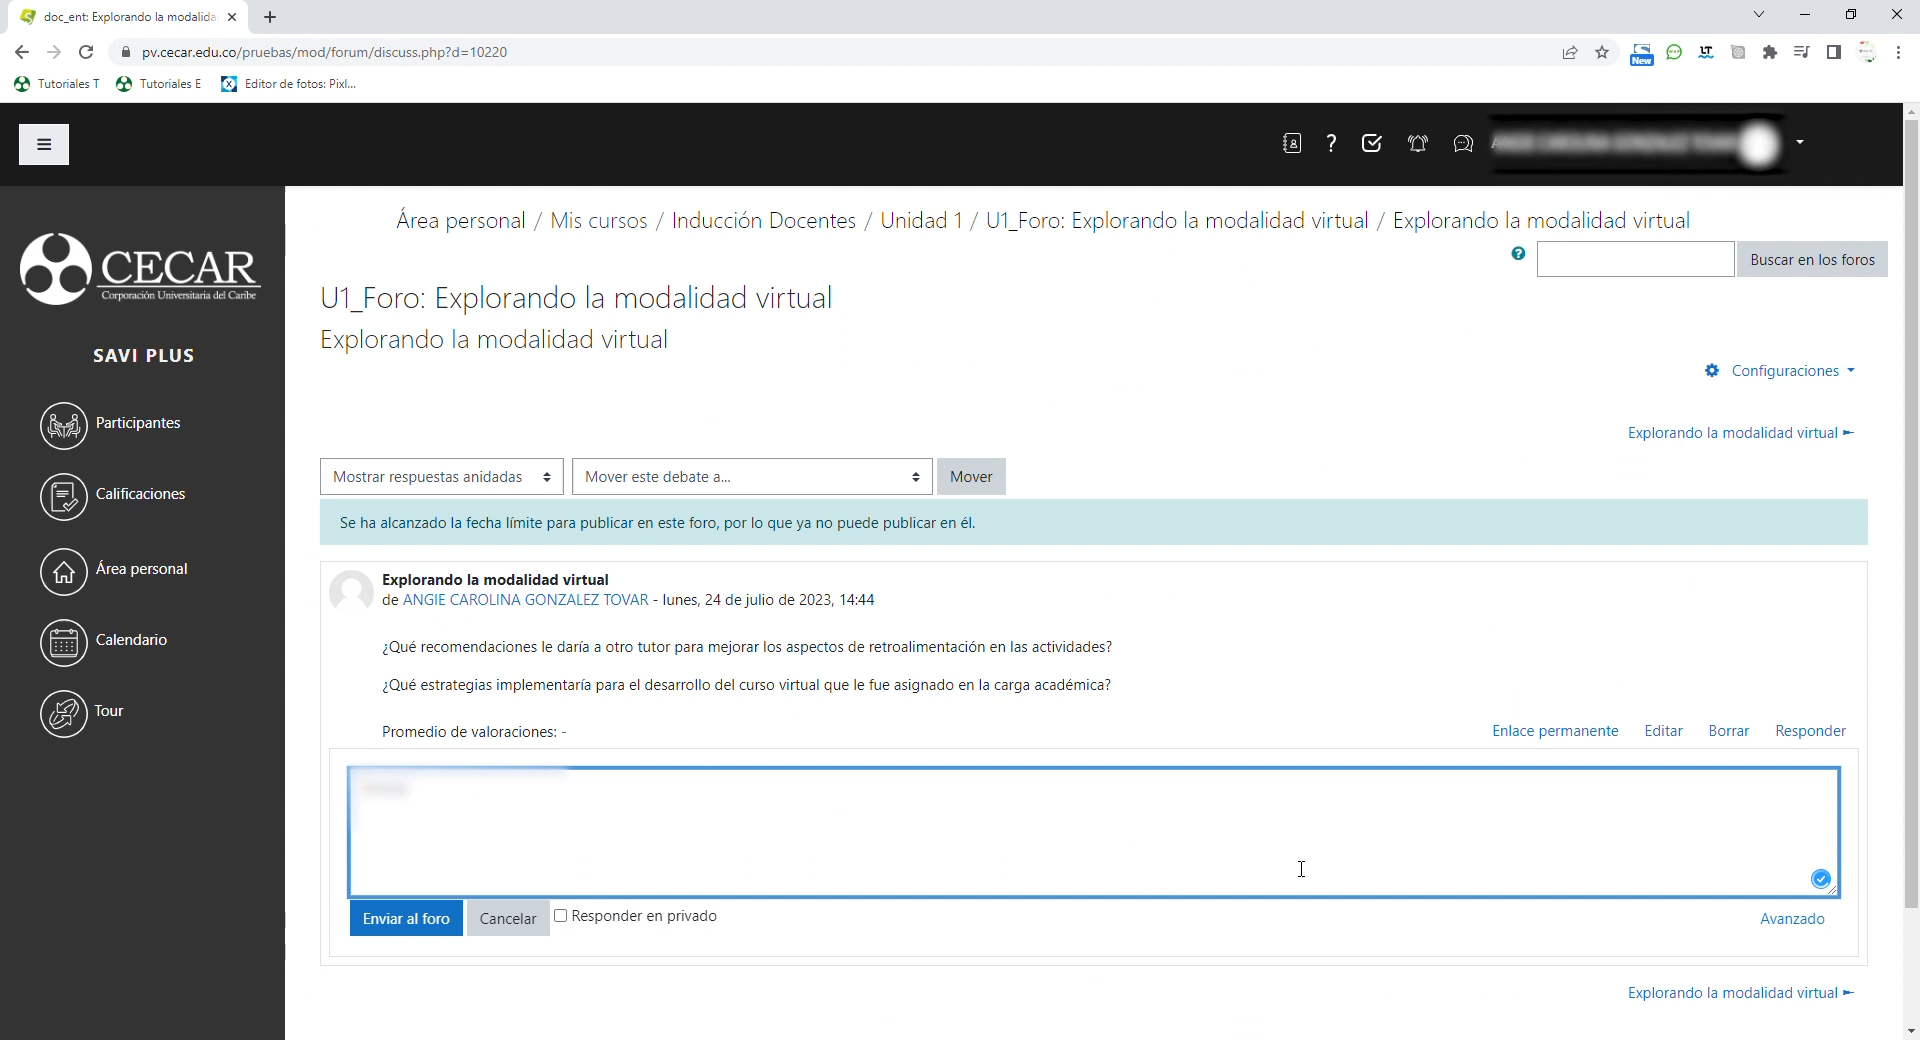 doc_ent: Explorando la modalida
pv.cecar.edu.co/pruebas/mod/forum/discuss.php?d=10220
New
LT
Tutoriales T
Tutoriales E
Editor de fotos: Pixl...
Área personal / Mis cursos / Inducción Docentes / Unidad 1 / U1_Foro: Explorando la modalidad virtual / Explorando la modalidad virtual
Buscar en los foros
CECAR
Corporación Universitaria del Caribe
SAVI PLUS
Participantes
Calificaciones
Área personal
Calendario
Tour
U1_Foro: Explorando la modalidad virtual
Explorando la modalidad virtual
Configuraciones
Explorando la modalidad virtual ►
Mostrar respuestas anidadas
Mover este debate a...
Mover
Se ha alcanzado la fecha límite para publicar en este foro, por lo que ya no puede publicar en él.
Explorando la modalidad virtual
de ANGIE CAROLINA GONZALEZ TOVAR - lunes, 24 de julio de 2023, 14:44
¿Qué recomendaciones le daría a otro tutor para mejorar los aspectos de retroalimentación en las actividades?
¿Qué estrategias implementaría para el desarrollo del curso virtual que le fue asignado en la carga académica?
Promedio de valoraciones: -
Enlace permanente
Editar
Borrar
Responder
Enviar al foro
Cancelar
Responder en privado
Avanzado
Explorando la modalidad virtual ►